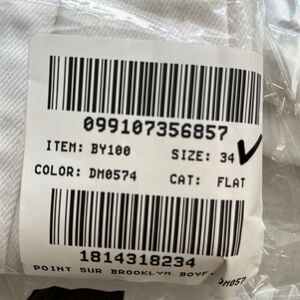 099107356857
ITEM: BY100 SIZE: 34
COLOR: DM0574 CAT: FLAT
1814318234
POINT SUR BROOKLYN BOYF.
DM057